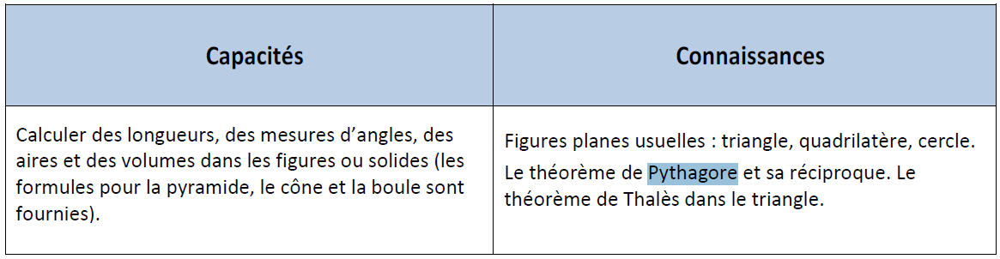 Capacités
Connaissances
Calculer des longueurs, des mesures d’angles, des
aires et des volumes dans les figures ou solides (les
formules pour la pyramide, le cône et la boule sont
fournies).
Figures planes usuelles : triangle, quadrilatère, cercle.
Le théorème de Pythagore et sa réciproque. Le
théorème de Thalès dans le triangle.